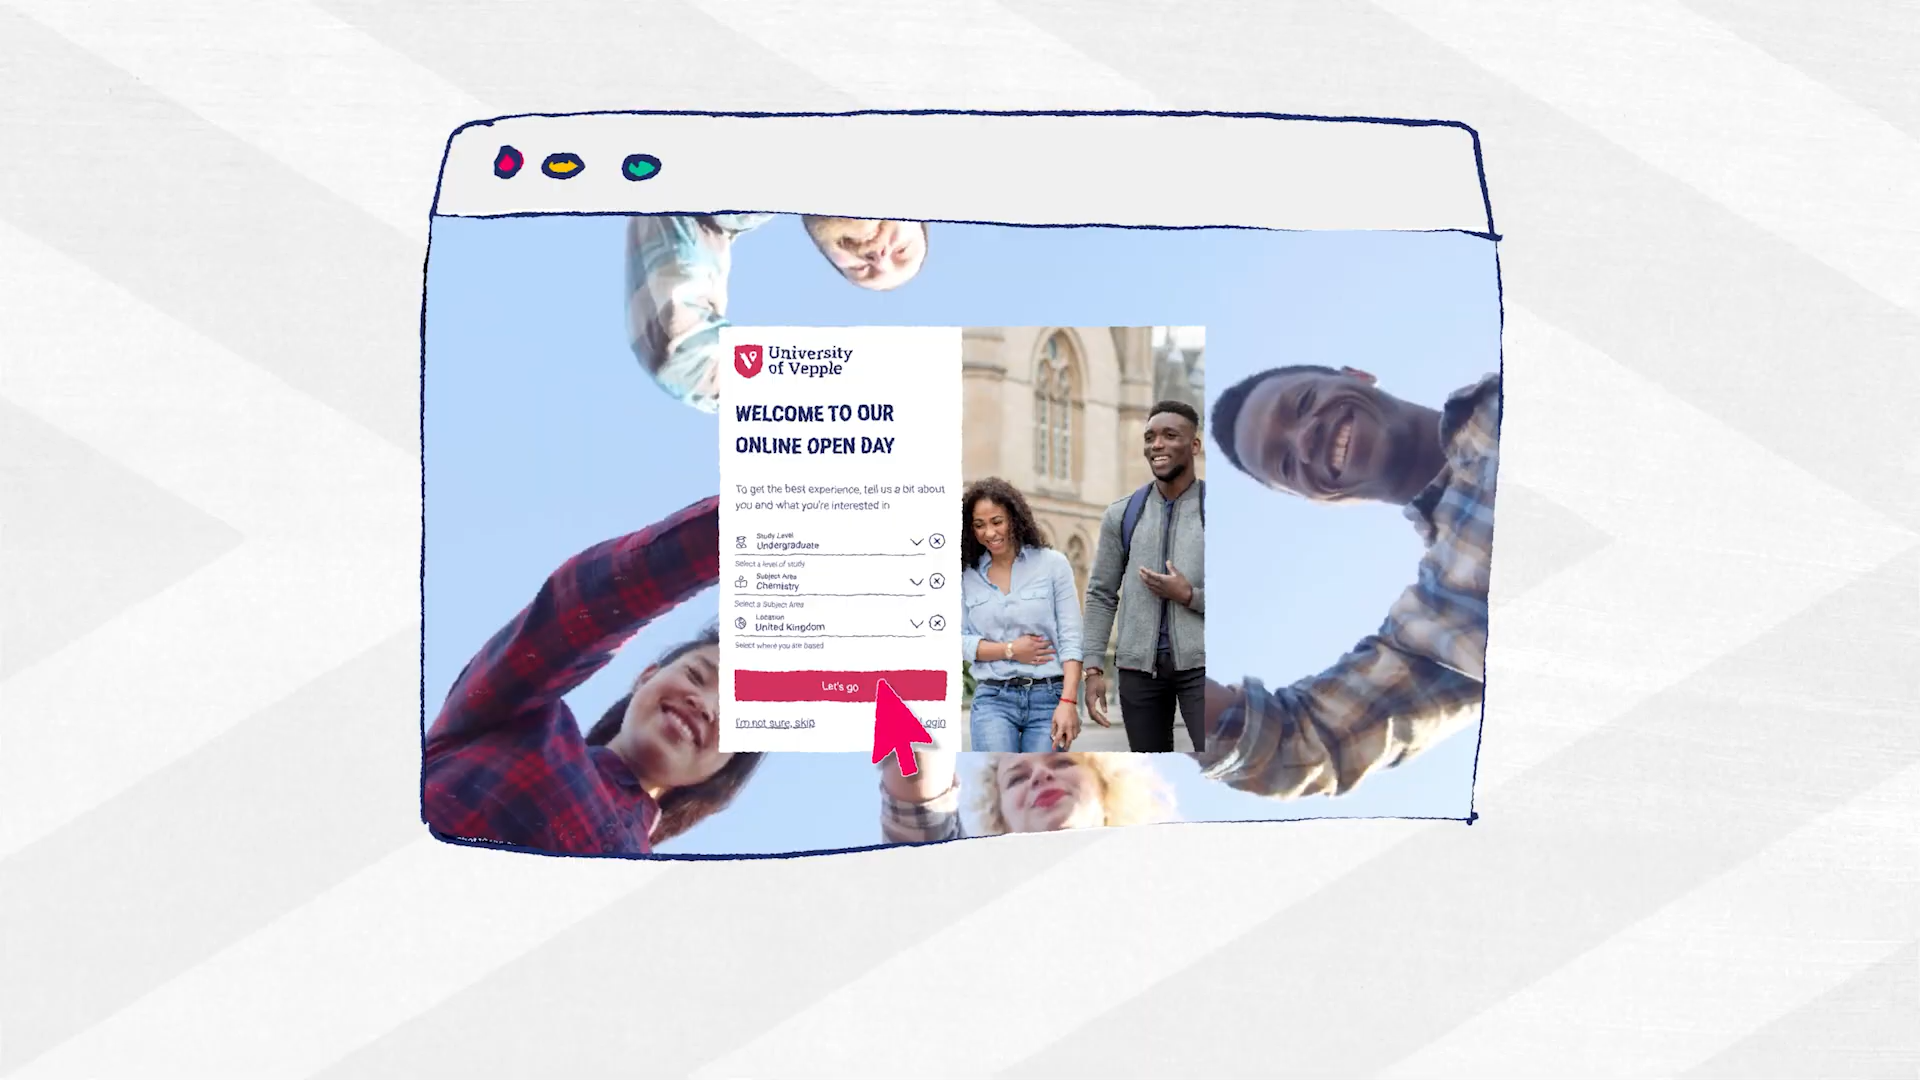 University
of Vepple
WELCOME TO OUR
ONLINE OPEN DAY
To get the best experience, tell us a bit about
you and what you're interested in
Study Level
Undergraduate
Select a level of study
Subject Area
Chemistry
Select a Subject Area
Location
United Kingdom
Select where you are based
Let's go
I'm not sure, skip
Login